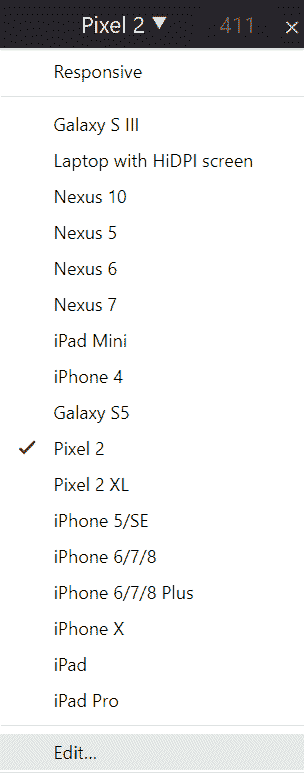 Pixel 2 ▼ 411 ×
Responsive
Galaxy S III
Laptop with HiDPI screen
Nexus 10
Nexus 5
Nexus 6
Nexus 7
iPad Mini
iPhone 4
Galaxy S5
Pixel 2
Pixel 2 XL
iPhone 5/SE
iPhone 6/7/8
iPhone 6/7/8 Plus
iPhone X
iPad
iPad Pro
Edit...